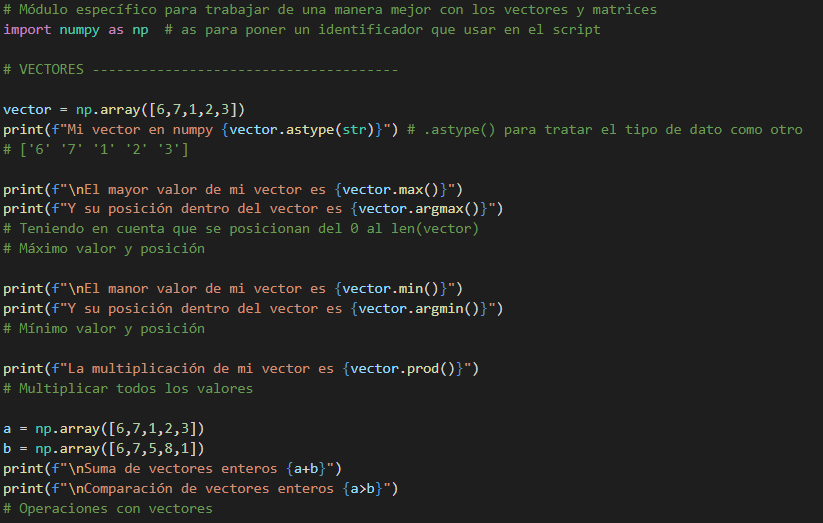 # Módulo específico para trabajar de una manera mejor con los vectores y matrices
import numpy as np  # as para poner un identificador que usar en el script
# VECTORES --------------------------------------
vector = np.array([6,7,1,2,3])
print(f"Mi vector en numpy {vector.astype(str)}") # .astype() para tratar el tipo de dato como otro
# ['6' '7' '1' '2' '3']
print(f"\nEl mayor valor de mi vector es {vector.max()}")
print(f"Y su posición dentro del vector es {vector.argmax()}")
# Teniendo en cuenta que se posicionan del 0 al len(vector)
# Máximo valor y posición
print(f"\nEl manor valor de mi vector es {vector.min()}")
print(f"Y su posición dentro del vector es {vector.argmin()}")
# Mínimo valor y posición
print(f"La multiplicación de mi vector es {vector.prod()}")
# Multiplicar todos los valores
a = np.array([6,7,1,2,3])
b = np.array([6,7,5,8,1])
print(f"\nSuma de vectores enteros {a+b}")
print(f"\nComparación de vectores enteros {a>b}")
# Operaciones con vectores